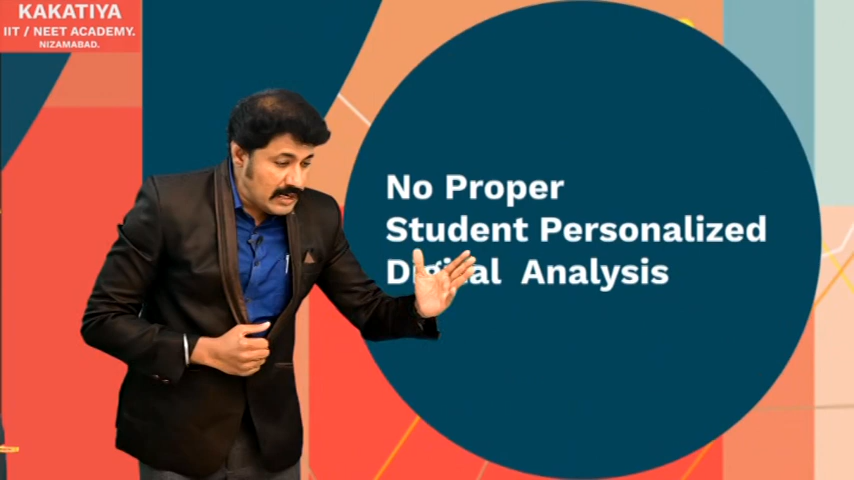 KAKATIYA
IIT / NEET ACADEMY.
NIZAMABAD.
No Proper
Student Personalized
Digital Analysis